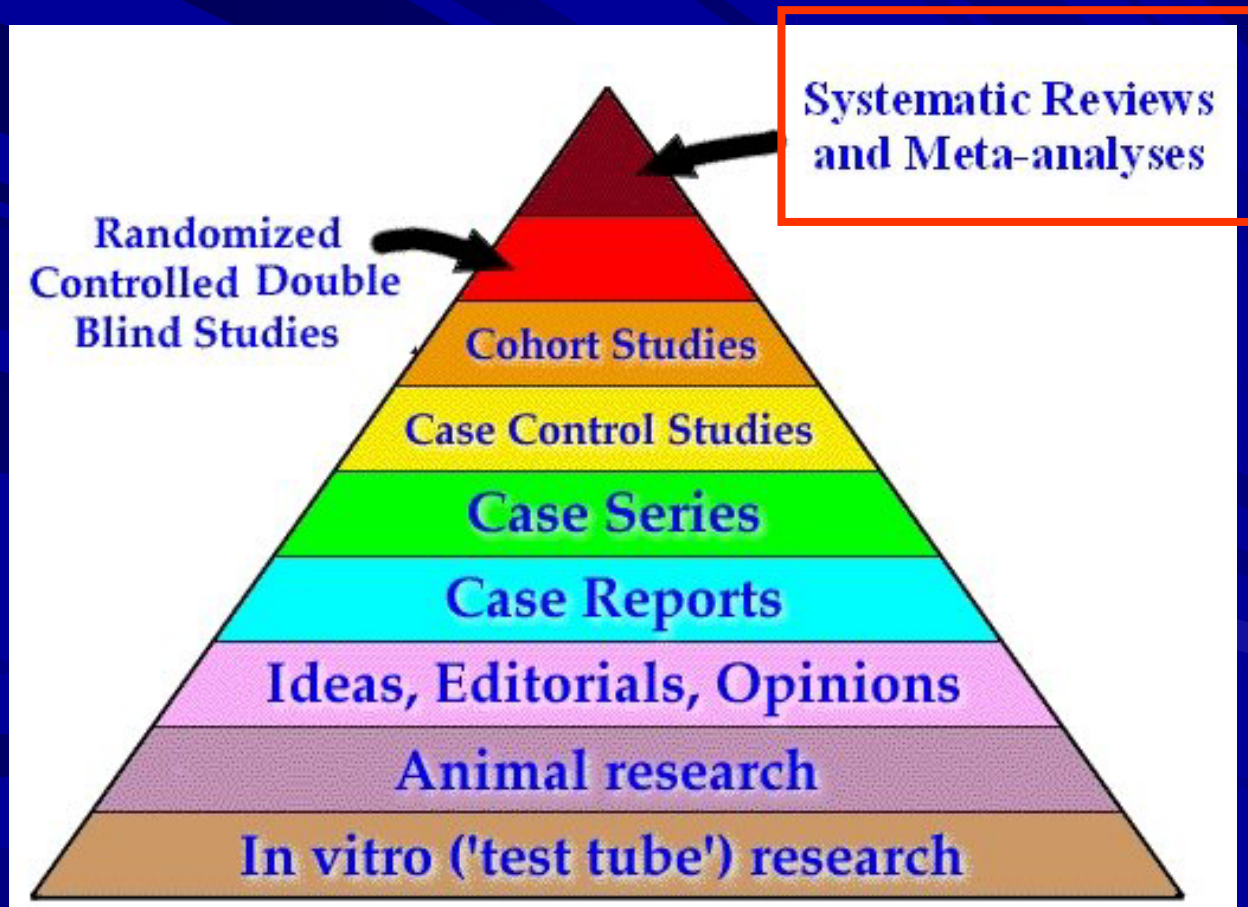 Systematic Reviews
and Meta-analyses
Randomized
Controlled Double
Blind Studies
Cohort Studies
Case Control Studies
Case Series
Case Reports
Ideas, Editorials, Opinions
Animal research
In vitro ('test tube') research